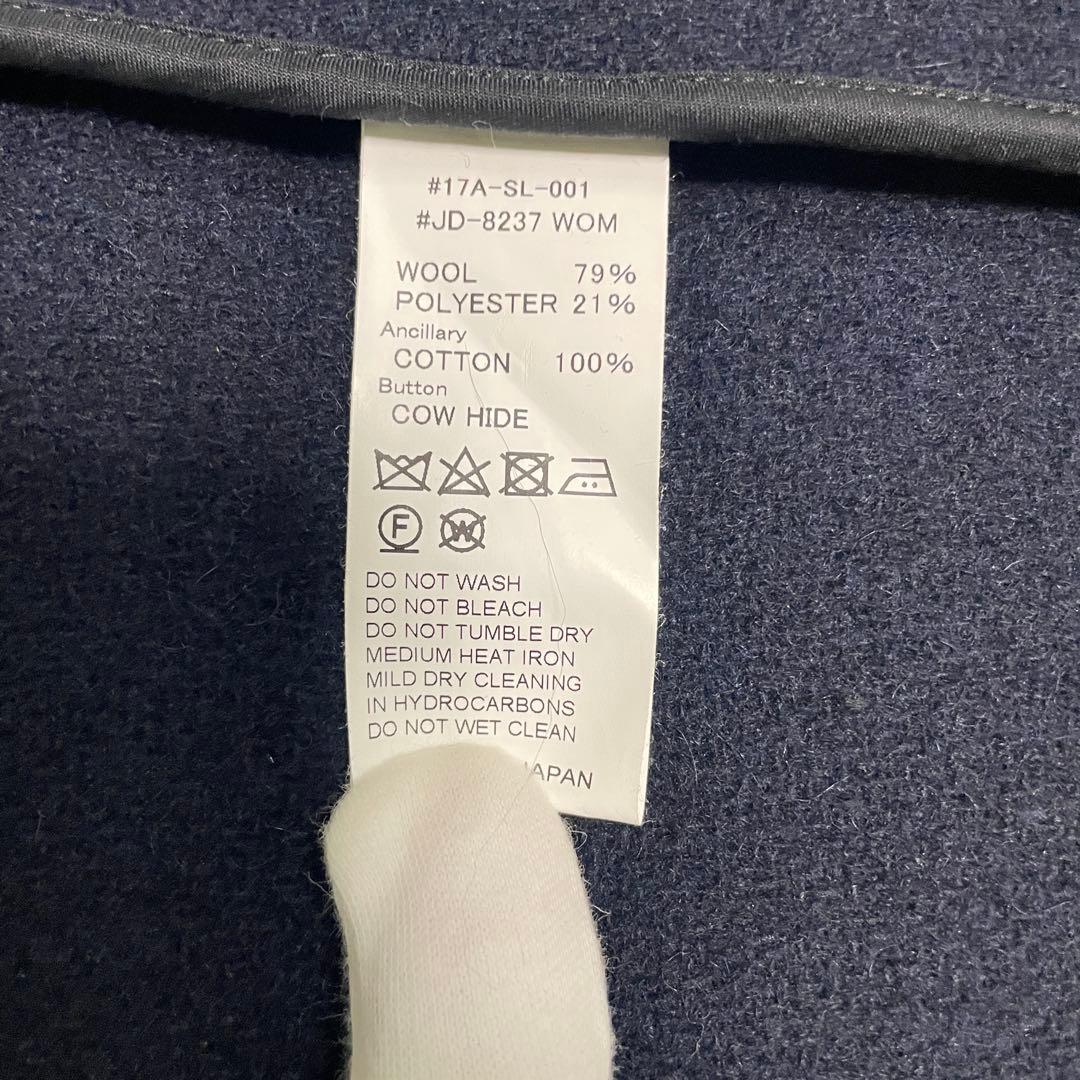 #17A-SL-001
#JD-8237 WOM
WOOL 79%
POLYESTER 21%
Ancillary
COTTON 100%
Button
COW HIDE
F W
DO NOT WASH
DO NOT BLEACH
DO NOT TUMBLE DRY
MEDIUM HEAT IRON
MILD DRY CLEANING
IN HYDROCARBONS
DO NOT WET CLEAN
JAPAN